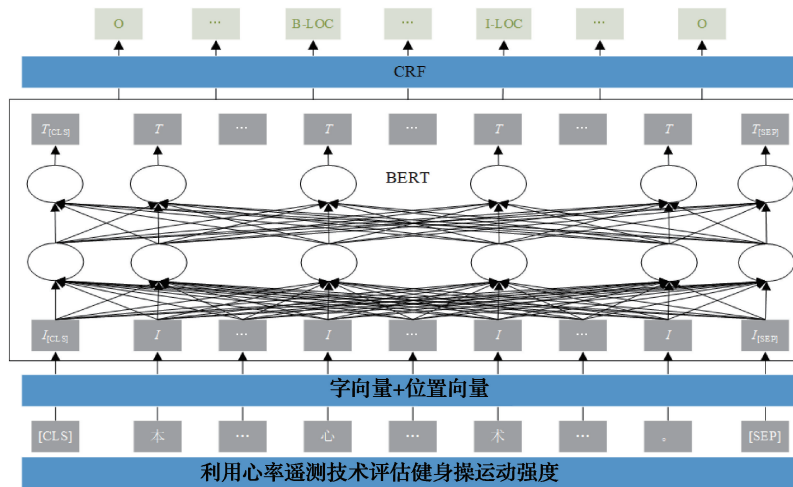 O … B-LOC … I-LOC … O
CRF
T[CLS] T … T … T … T T[SEP]
BERT
I[CLS] I … I … I … I I[SEP]
字向量+位置向量
[CLS] 本 … 心 … 术 … 。 [SEP]
利用心率遥测技术评估健身操运动强度